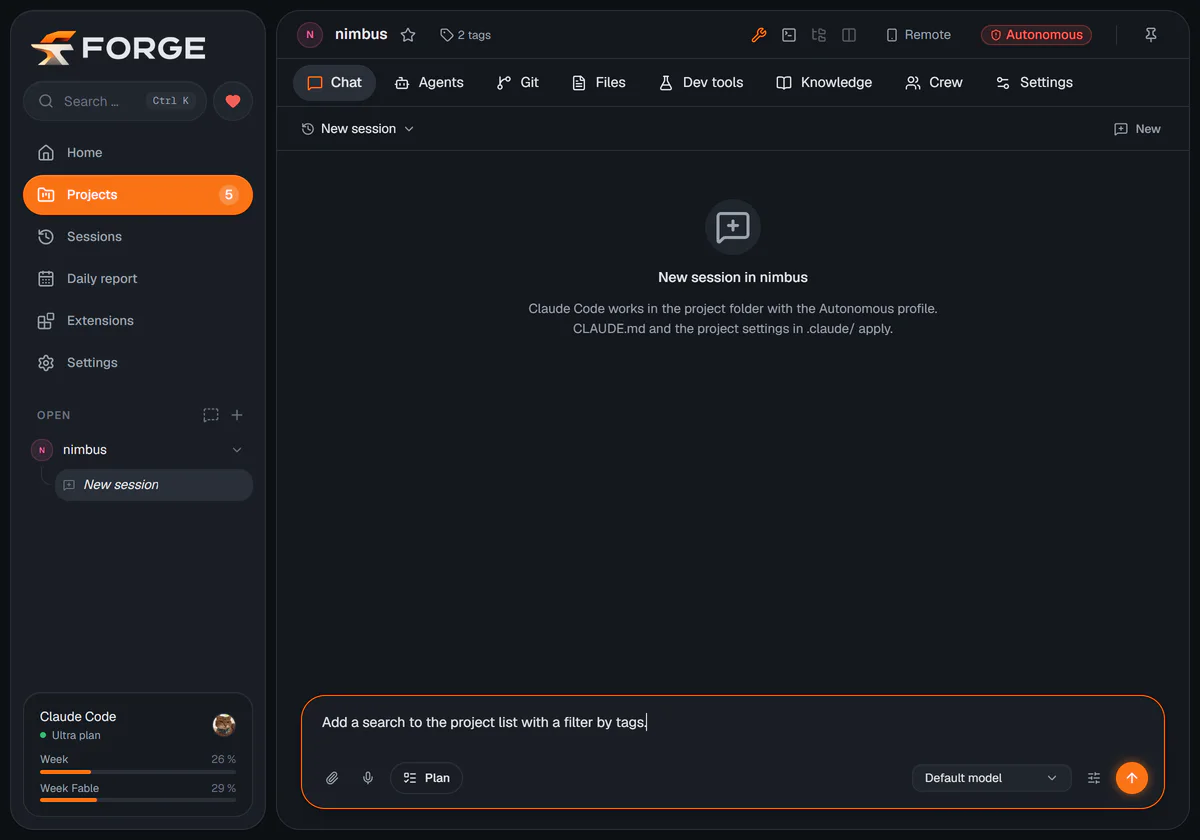 FORGE
Search ... Ctrl K
Home
Projects 5
Sessions
Daily report
Extensions
Settings
OPEN
N nimbus
New session
Claude Code
Ultra plan
Week 26 %
Week Fable 29 %
N nimbus 2 tags Remote Autonomous
Chat Agents Git Files Dev tools Knowledge Crew Settings
New session New
New session in nimbus
Claude Code works in the project folder with the Autonomous profile.
CLAUDE.md and the project settings in .claude/ apply.
Add a search to the project list with a filter by tags.
Plan Default model